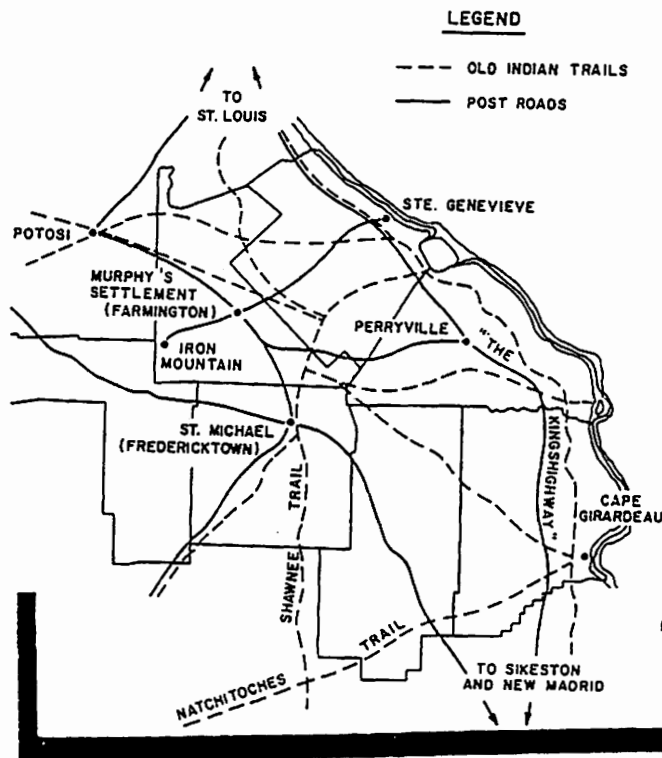 LEGEND
OLD INDIAN TRAILS
POST ROADS
TO
ST. LOUIS
STE. GENEVIEVE
POTOSI
MURPHY'S
SETTLEMENT
(FARMINGTON)
PERRYVILLE
"THE
IRON
MOUNTAIN
ST. MICHAEL
(FREDERICKTOWN)
KINGSHIGHWAY"
CAPE
GIRARDEAU
SHAWNEE TRAIL
NATCHITOCHES TRAIL
TO SIKESTON
AND NEW MADRID